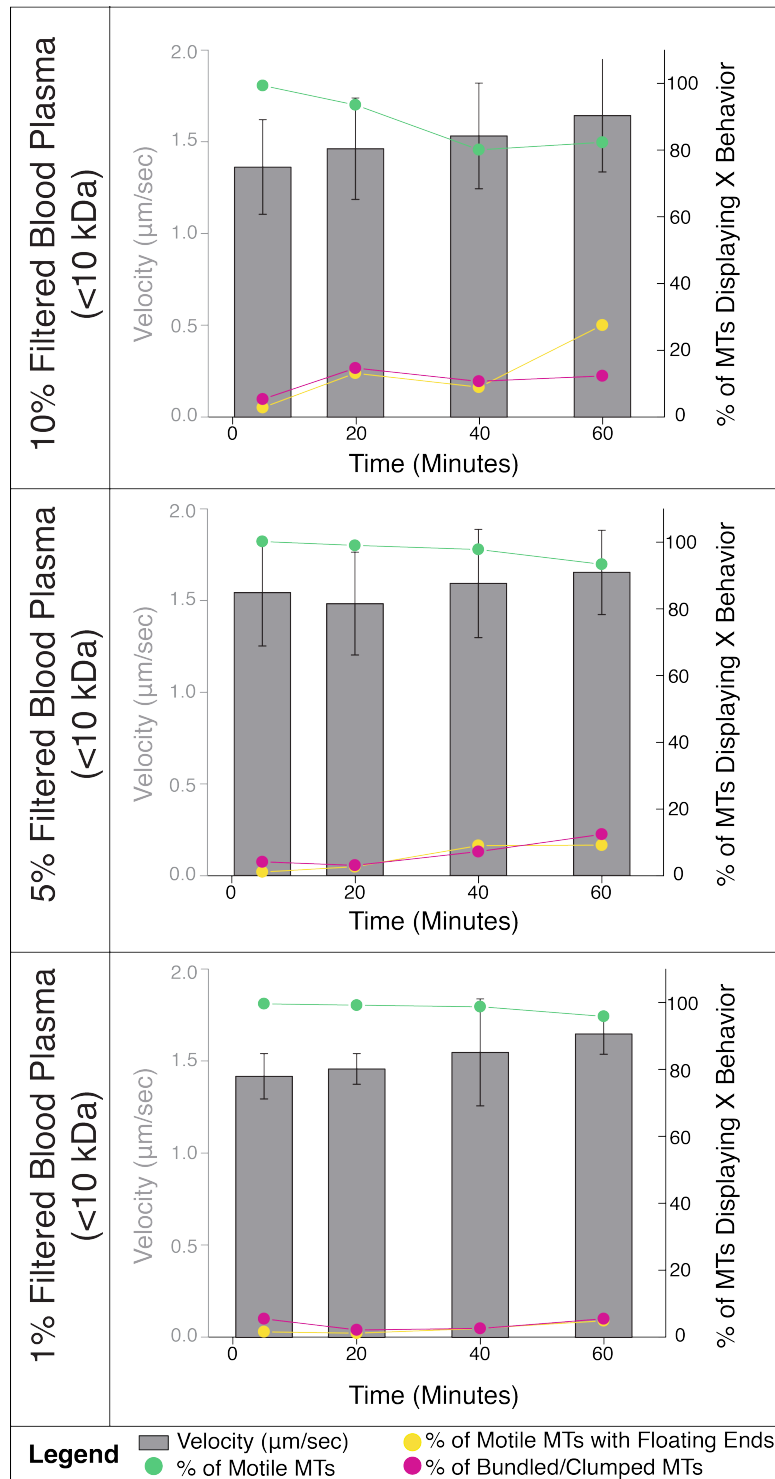 10% Filtered Blood Plasma
(<10 kDa)
Velocity (µm/sec)
2.0
1.5
1.0
0.5
0.0
100
80
60
40
20
0
% of MTs Displaying X Behavior
0 20 40 60
Time (Minutes)
5% Filtered Blood Plasma
(<10 kDa)
Velocity (µm/sec)
2.0
1.5
1.0
0.5
0.0
100
80
60
40
20
0
% of MTs Displaying X Behavior
0 20 40 60
Time (Minutes)
1% Filtered Blood Plasma
(<10 kDa)
Velocity (µm/sec)
2.0
1.5
1.0
0.5
0.0
100
80
60
40
20
0
% of MTs Displaying X Behavior
0 20 40 60
Time (Minutes)
Legend
Velocity (µm/sec)
% of Motile MTs with Floating Ends
% of Motile MTs
% of Bundled/Clumped MTs